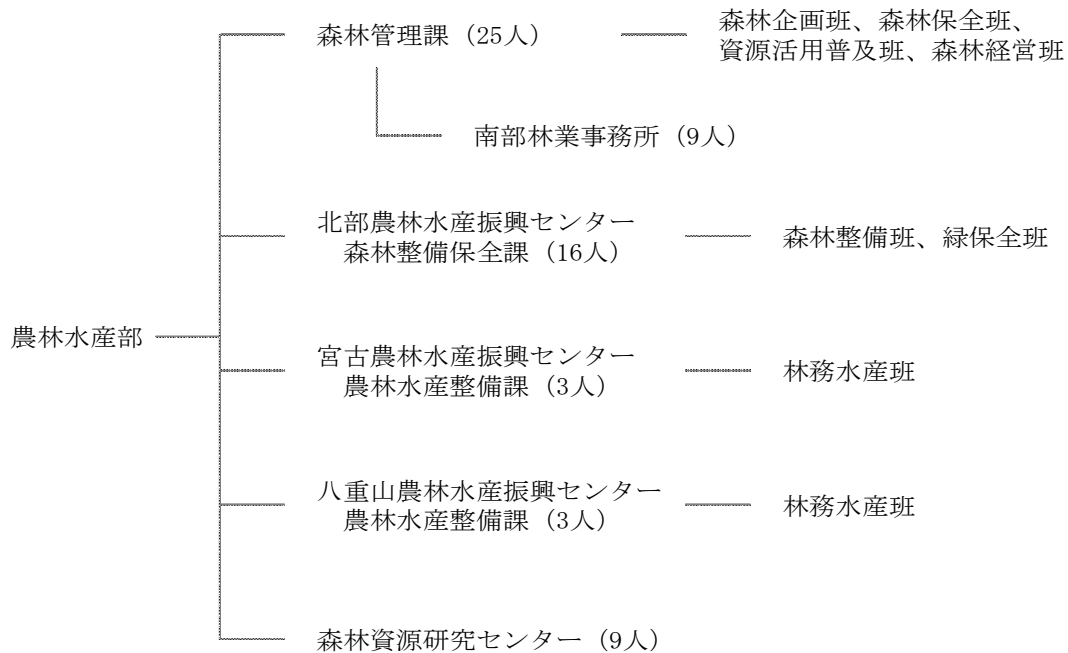 森林管理課（25人）
森林企画班、森林保全班、
資源活用普及班、森林経営班
南部林業事務所（9人）
北部農林水産振興センター
森林整備保全課（16人）
森林整備班、緑保全班
農林水産部
宮古農林水産振興センター
農林水産整備課（3人）
林務水産班
八重山農林水産振興センター
農林水産整備課（3人）
林務水産班
森林資源研究センター（9人）